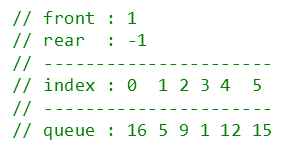 // front : 1
// rear  : -1
// ----------------------
// index : 0  1 2 3 4  5
// ----------------------
// queue : 16 5 9 1 12 15